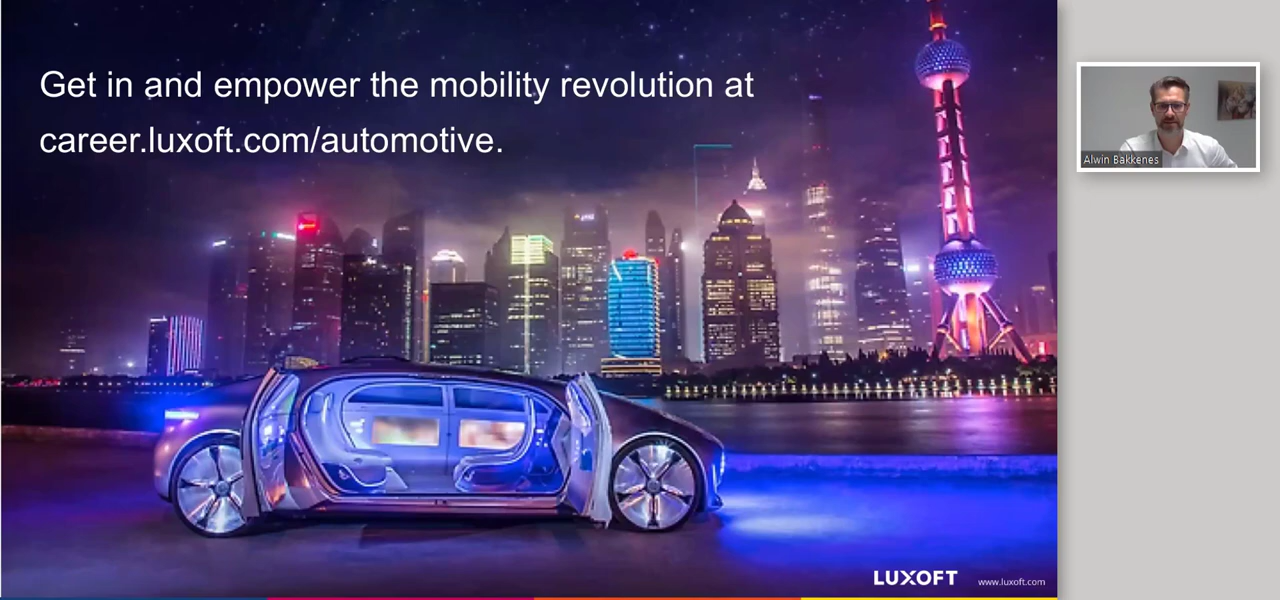 Get in and empower the mobility revolution at
career.luxoft.com/automotive.
Alwin Bakkenes
LUXOFT
www.luxoft.com